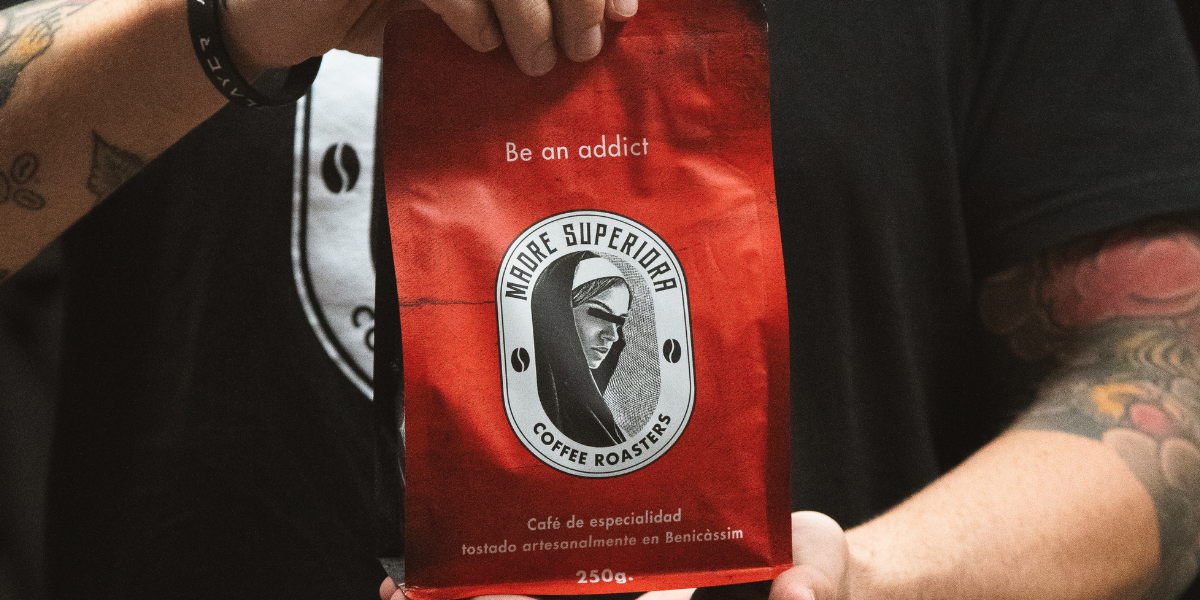 Be an addict
MADRE SUPERIORA
COFFEE ROASTERS
Café de especialidad
tostado artesanalmente en Benicàssim
250g.